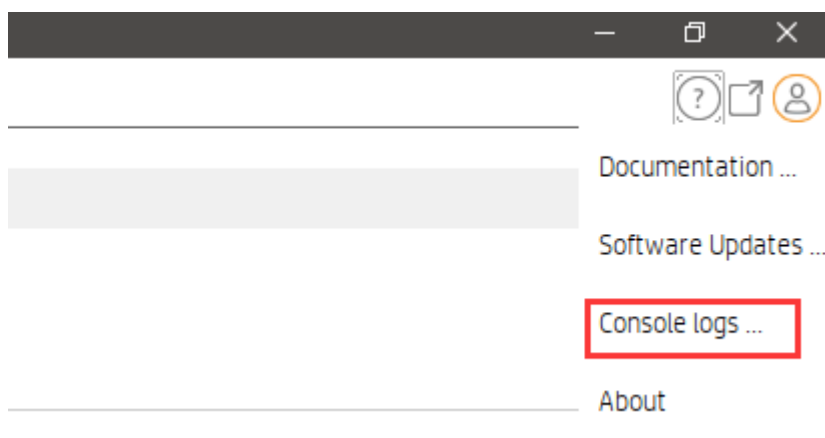 ?
Documentation ...
Software Updates ...
Console logs ...
About